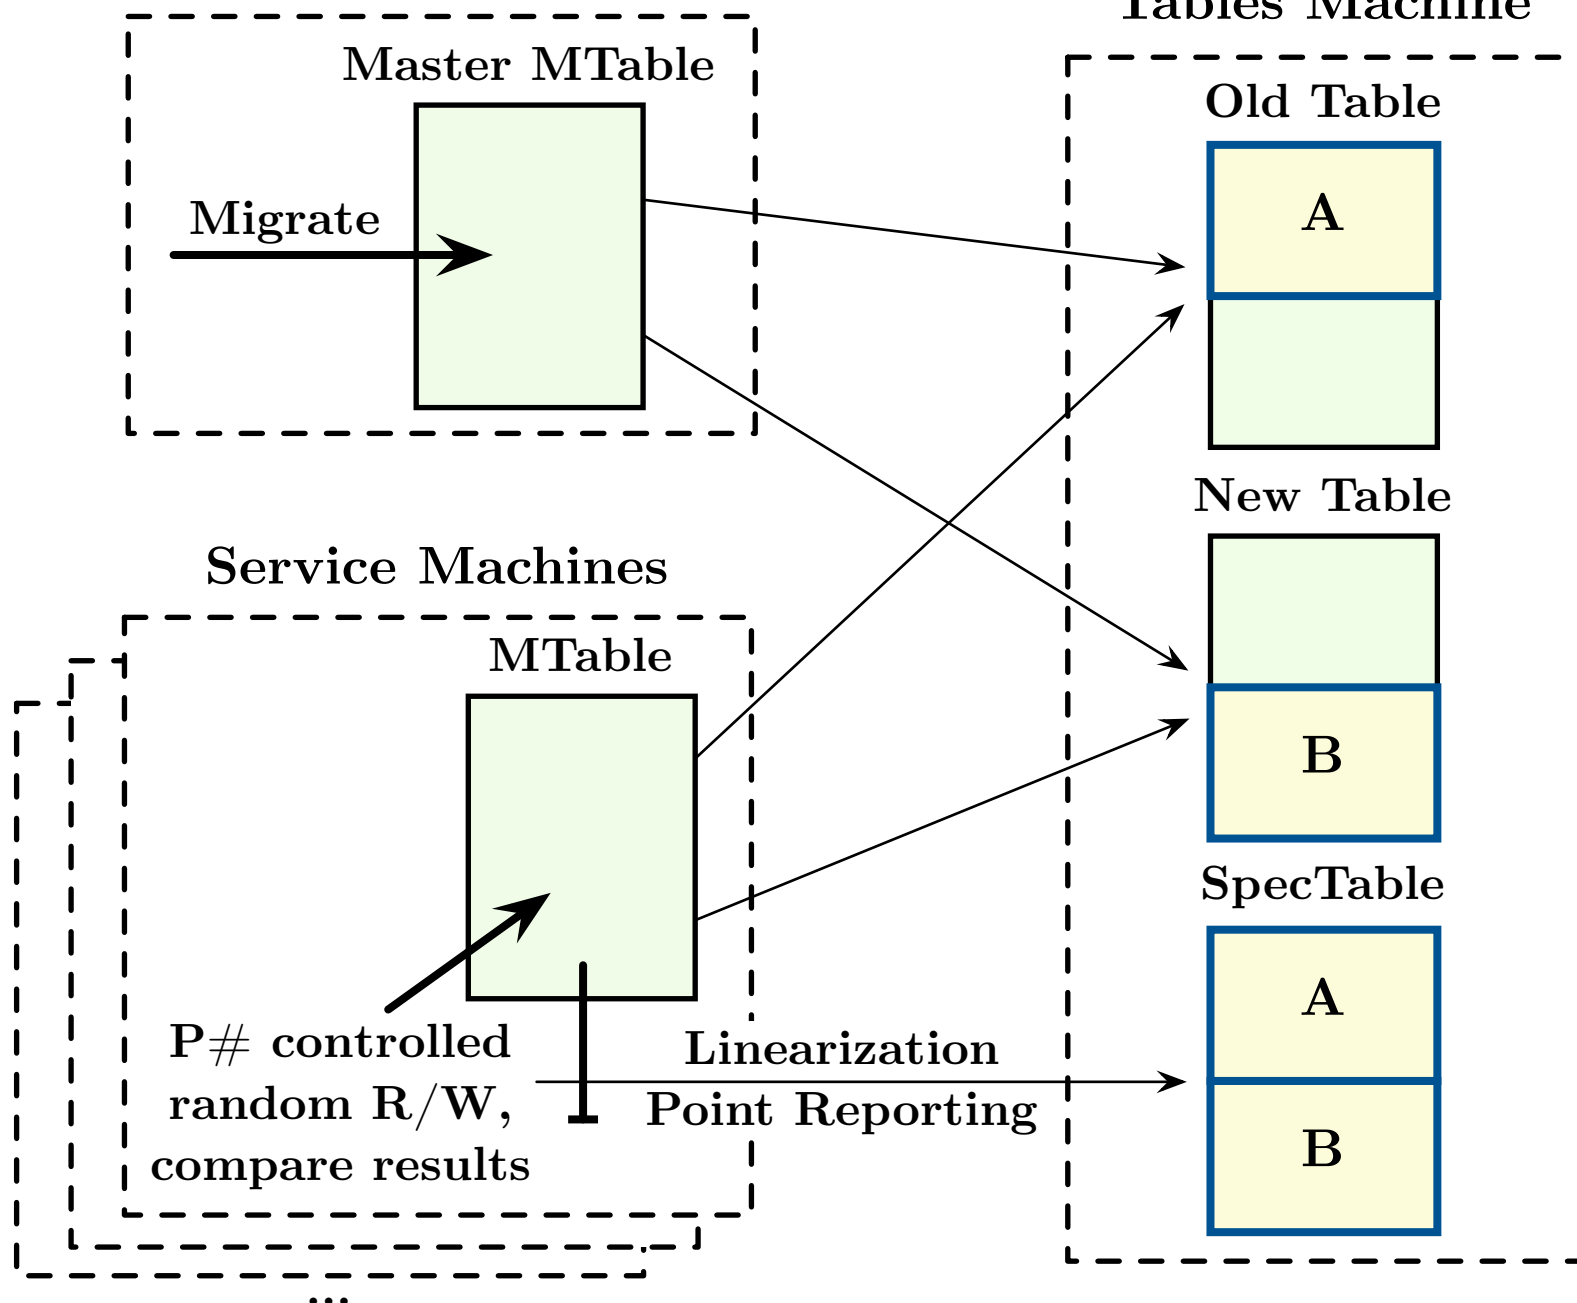 Tables Machine
Master MTable
Old Table
A
Migrate
New Table
B
Service Machines
MTable
SpecTable
A
B
P# controlled
random R/W,
compare results
Linearization
Point Reporting
...